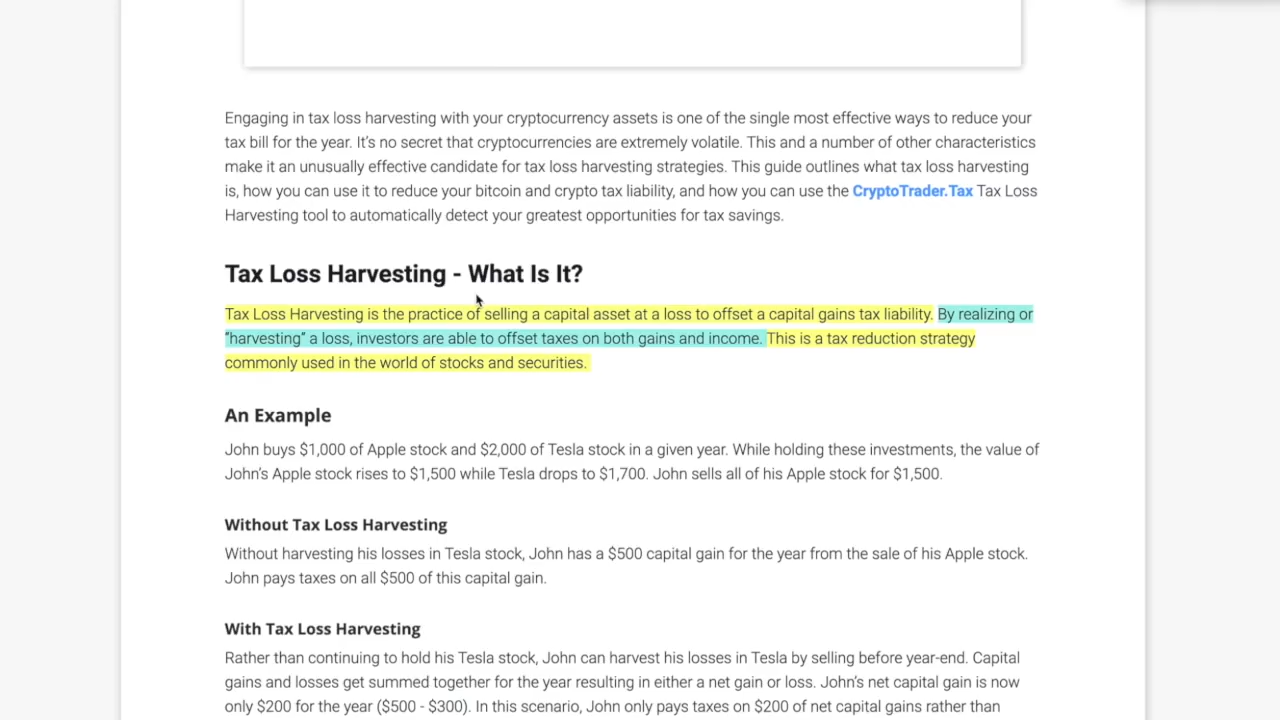 Engaging in tax loss harvesting with your cryptocurrency assets is one of the single most effective ways to reduce your
tax bill for the year. It's no secret that cryptocurrencies are extremely volatile. This and a number of other characteristics
make it an unusually effective candidate for tax loss harvesting strategies. This guide outlines what tax loss harvesting
is, how you can use it to reduce your bitcoin and crypto tax liability, and how you can use the CryptoTrader.Tax Tax Loss
Harvesting tool to automatically detect your greatest opportunities for tax savings.
Tax Loss Harvesting - What Is It?
Tax Loss Harvesting is the practice of selling a capital asset at a loss to offset a capital gains tax liability. By realizing or
“harvesting” a loss, investors are able to offset taxes on both gains and income. This is a tax reduction strategy
commonly used in the world of stocks and securities.
An Example
John buys $1,000 of Apple stock and $2,000 of Tesla stock in a given year. While holding these investments, the value of
John's Apple stock rises to $1,500 while Tesla drops to $1,700. John sells all of his Apple stock for $1,500.
Without Tax Loss Harvesting
Without harvesting his losses in Tesla stock, John has a $500 capital gain for the year from the sale of his Apple stock.
John pays taxes on all $500 of this capital gain.
With Tax Loss Harvesting
Rather than continuing to hold his Tesla stock, John can harvest his losses in Tesla by selling before year-end. Capital
gains and losses get summed together for the year resulting in either a net gain or loss. John's net capital gain is now
only $200 for the year ($500 - $300). In this scenario, John only pays taxes on $200 of net capital gains rather than